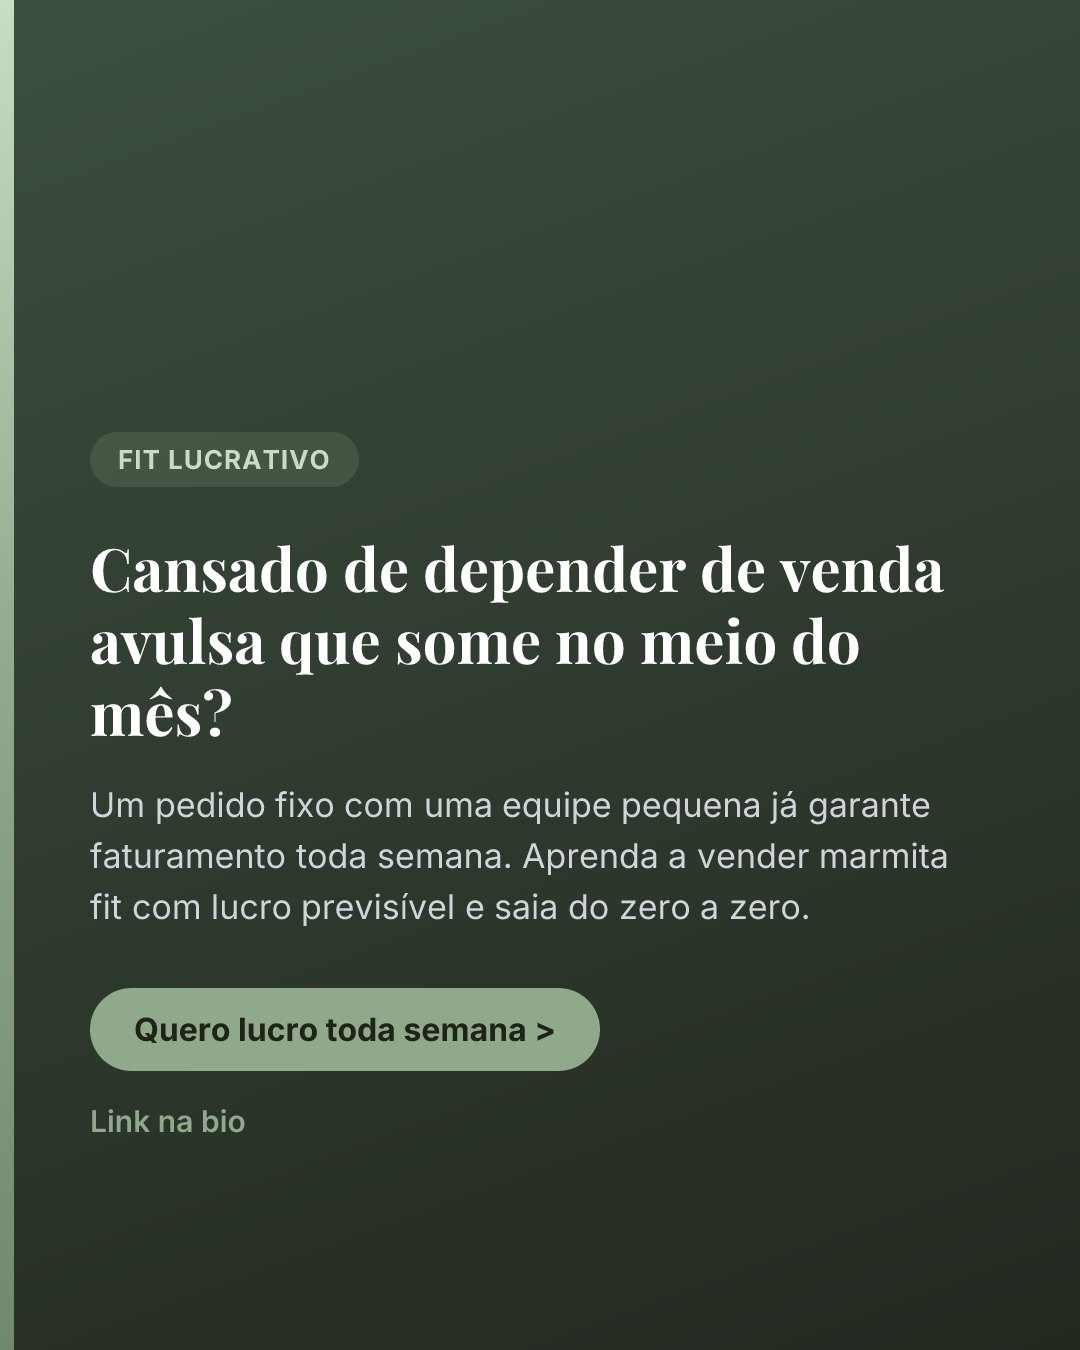 FIT LUCRATIVO
Cansado de depender de venda
avulsa que some no meio do
mês?
Um pedido fixo com uma equipe pequena já garante
faturamento toda semana. Aprenda a vender marmita
fit com lucro previsível e saia do zero a zero.
Quero lucro toda semana >
Link na bio